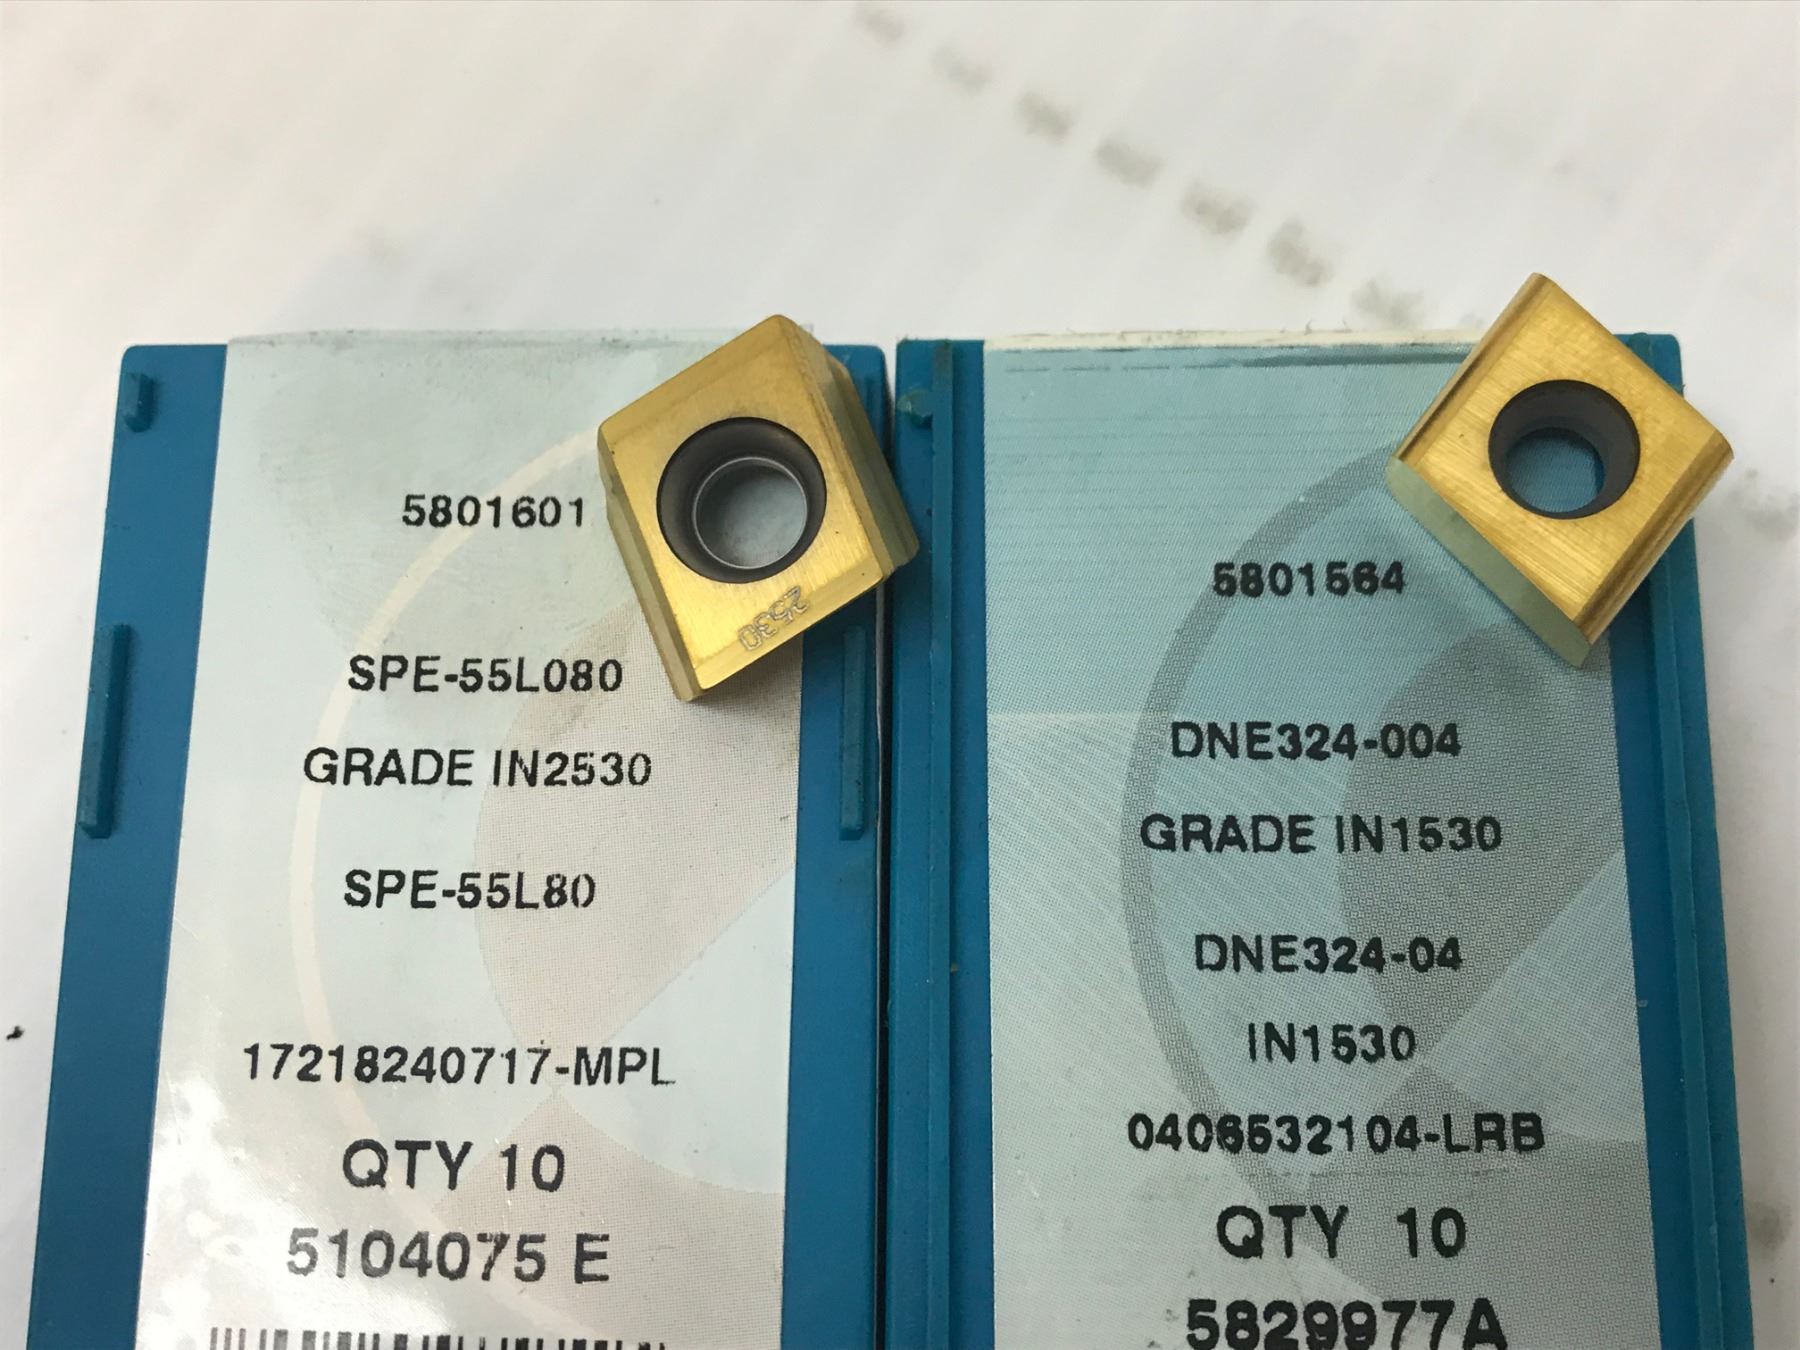 5801601
2530
SPE-55L080
GRADE IN2530
SPE-55L80
17218240717-MPL
QTY 10
5104075 E
5801564
DNE324-004
GRADE IN1530
DNE324-04
IN1530
0406532104-LRB
QTY 10
5829977A